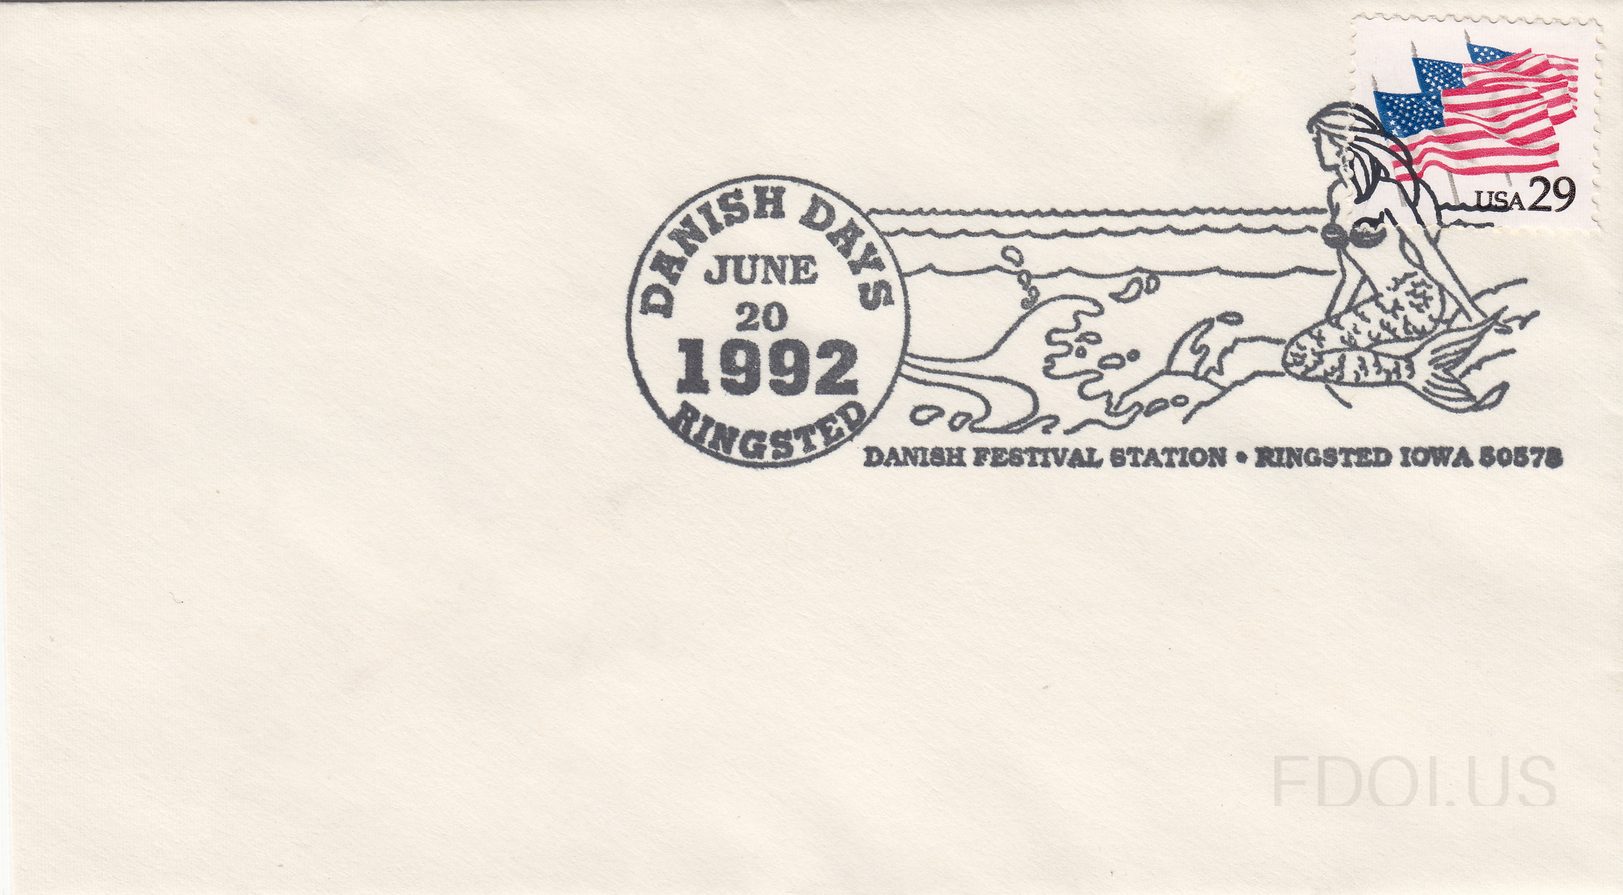 USA 29
DANISH DAYS
JUNE
20
1992
RINGSTED
DANISH FESTIVAL STATION • RINGSTED IOWA 50578
FDOI.US